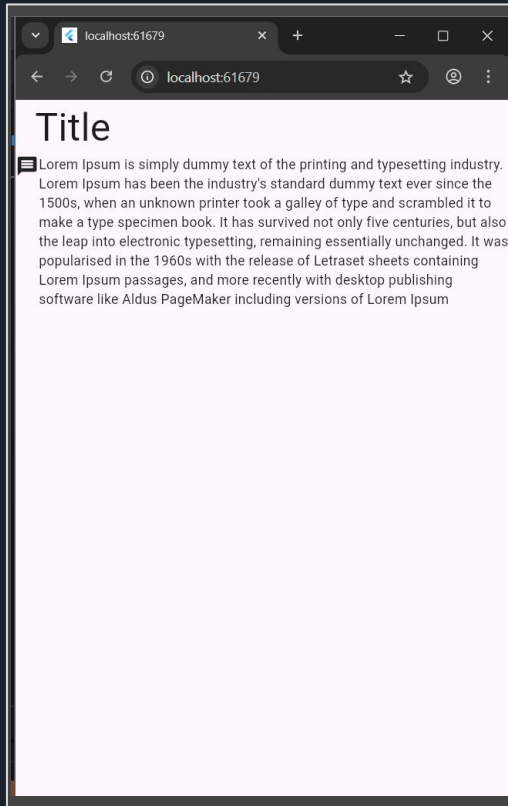 localhost:61679
localhost:61679
Title
Lorem Ipsum is simply dummy text of the printing and typesetting industry.
Lorem Ipsum has been the industry's standard dummy text ever since the
1500s, when an unknown printer took a galley of type and scrambled it to
make a type specimen book. It has survived not only five centuries, but also
the leap into electronic typesetting, remaining essentially unchanged. It was
popularised in the 1960s with the release of Letraset sheets containing
Lorem Ipsum passages, and more recently with desktop publishing
software like Aldus PageMaker including versions of Lorem Ipsum